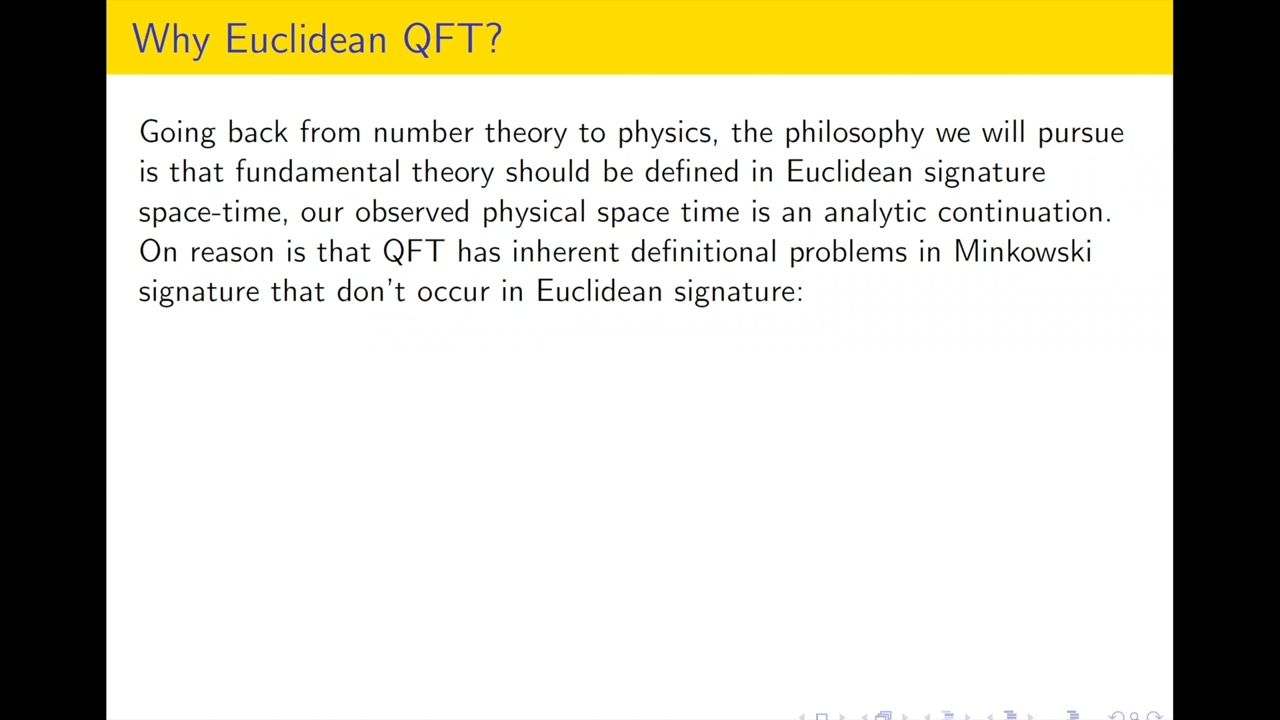 Why Euclidean QFT?
Going back from number theory to physics, the philosophy we will pursue
is that fundamental theory should be defined in Euclidean signature
space-time, our observed physical space time is an analytic continuation.
On reason is that QFT has inherent definitional problems in Minkowski
signature that don't occur in Euclidean signature: